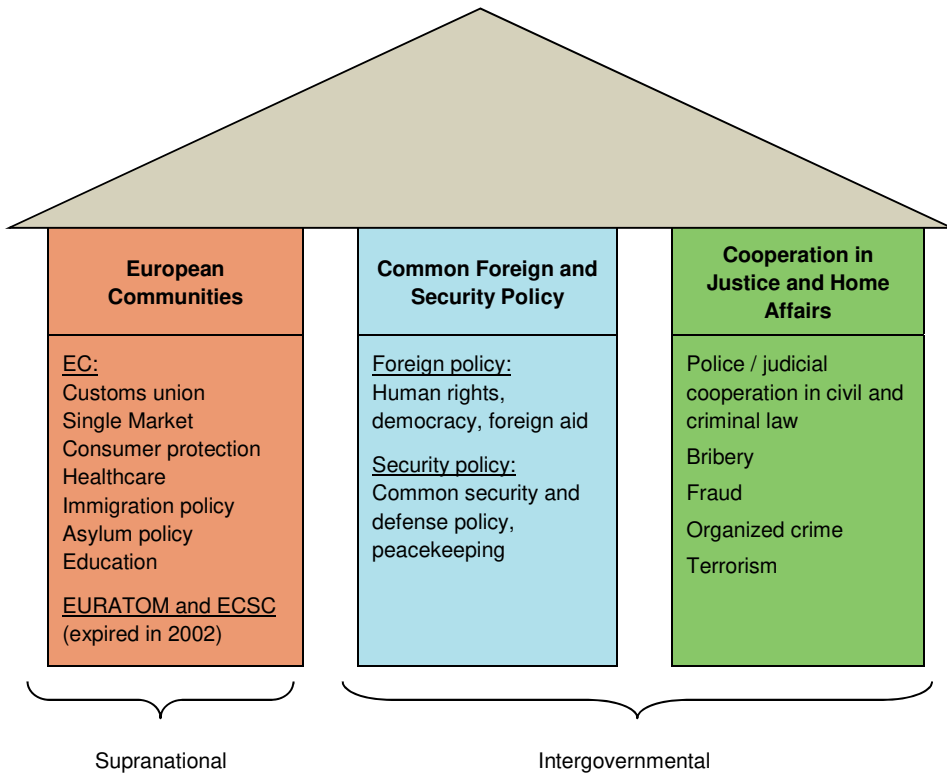 European
Communities
EC:
Customs union
Single Market
Consumer protection
Healthcare
Immigration policy
Asylum policy
Education
EURATOM and ECSC
(expired in 2002)
Common Foreign and
Security Policy
Foreign policy:
Human rights,
democracy, foreign aid
Security policy:
Common security and
defense policy,
peacekeeping
Cooperation in
Justice and Home
Affairs
Police / judicial
cooperation in civil and
criminal law
Bribery
Fraud
Organized crime
Terrorism
Supranational
Intergovernmental